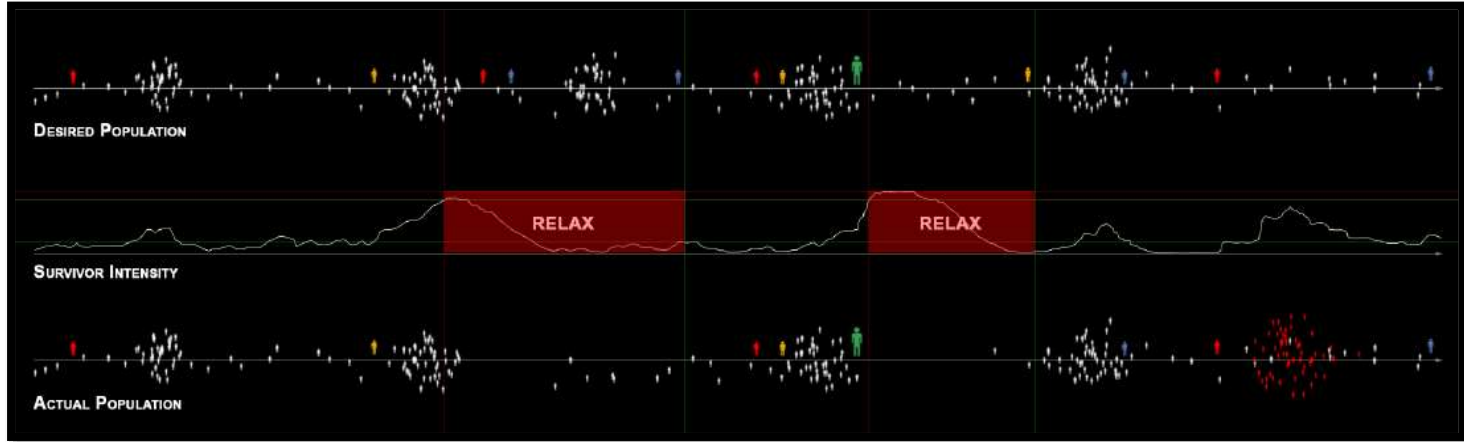 DESIRED POPULATION
RELAX
RELAX
SURVIVOR INTENSITY
ACTUAL POPULATION